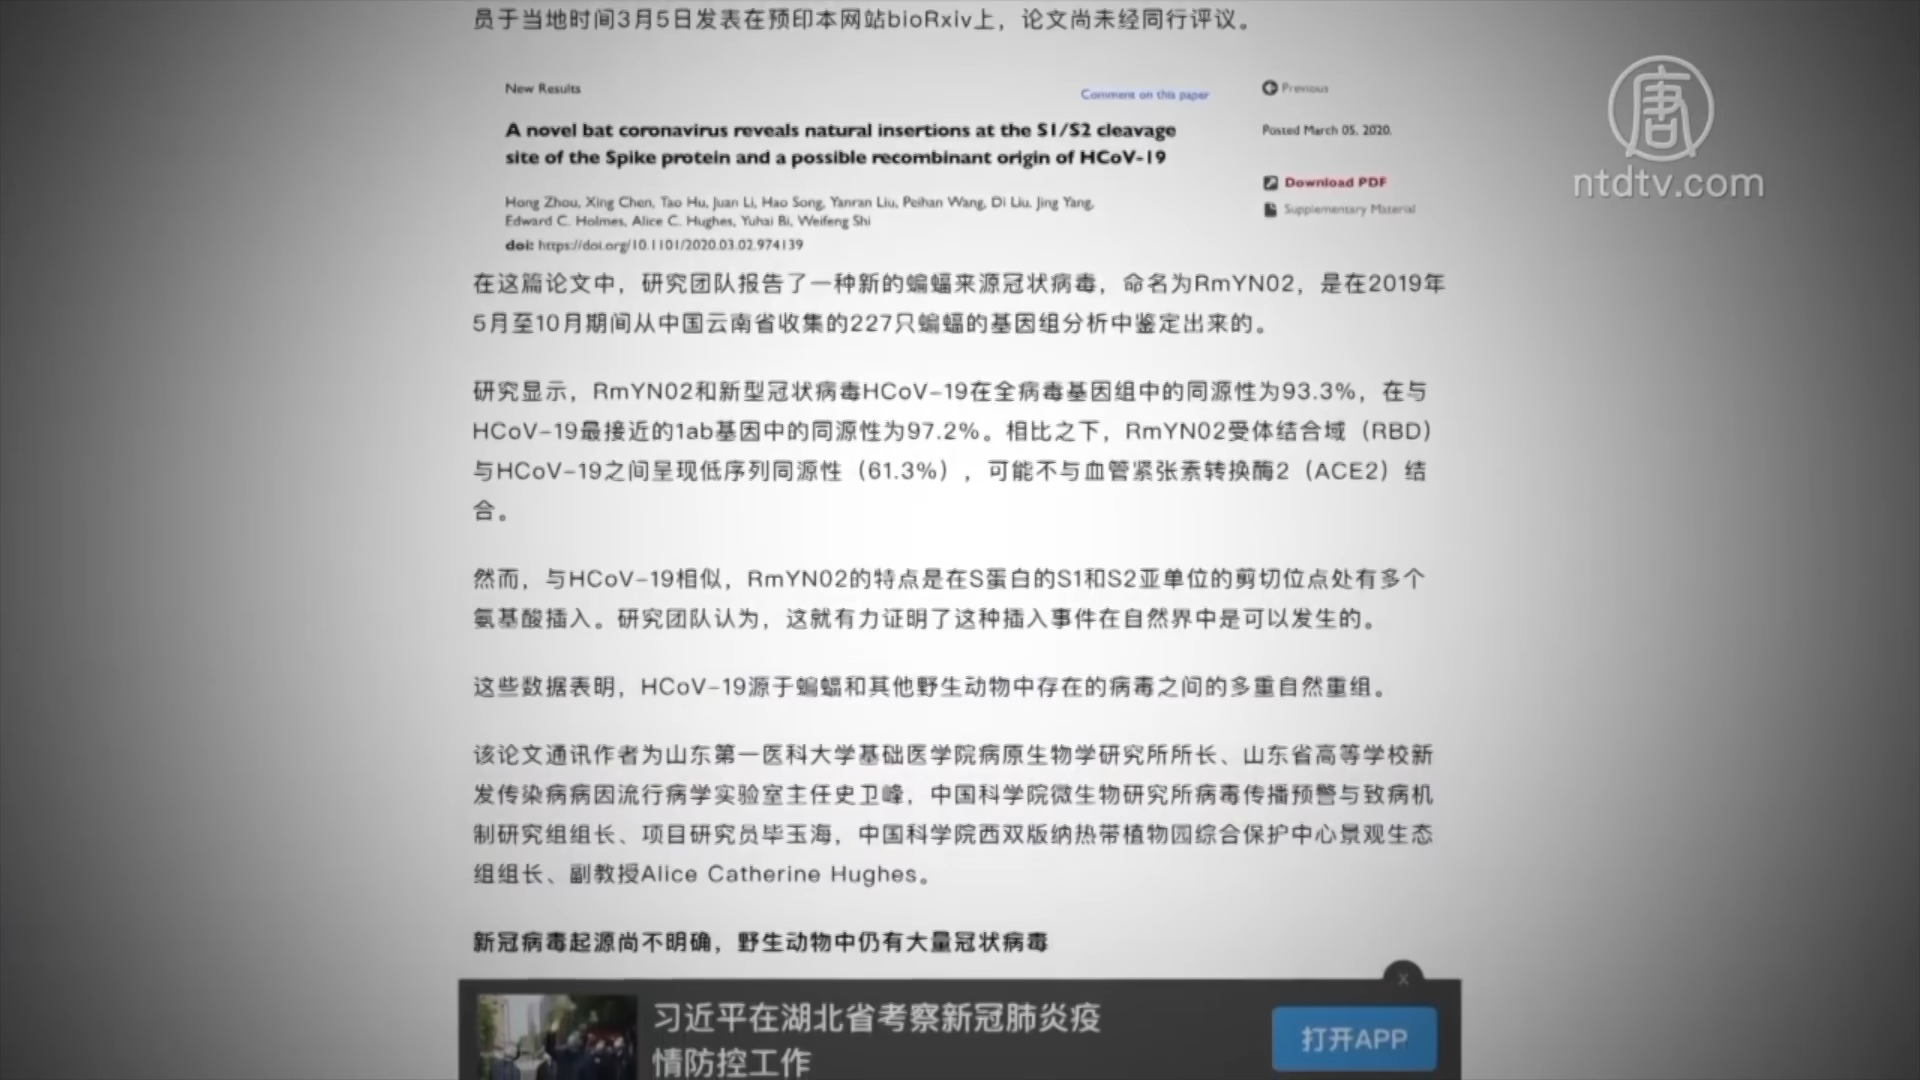 员于当地时间3月5日发表在预印本网站bioRxiv上，论文尚未经同行评议。
New Results
Comment on this paper
Previous
A novel bat coronavirus reveals natural insertions at the S1/S2 cleavage
site of the Spike protein and a possible recombinant origin of HCoV-19
Posted March 05, 2020.
Download PDF
Supplementary Material
Hong Zhou, Xing Chen, Tao Hu, Juan Li, Hao Song, Yanran Liu, Peihan Wang, Di Liu, Jing Yang,
Edward C. Holmes, Alice C. Hughes, Yuhai Bi, Weifeng Shi
doi: https://doi.org/10.1101/2020.03.02.974139
唐
ntdtv.com
在这篇论文中，研究团队报告了一种新的蝙蝠来源冠状病毒，命名为RmYN02，是在2019年
5月至10月期间从中国云南省收集的227只蝙蝠的基因组分析中鉴定出来的。
研究显示，RmYN02和新型冠状病毒HCoV-19在全病毒基因组中的同源性为93.3%，在与
HCoV-19最接近的1ab基因中的同源性为97.2%。相比之下，RmYN02受体结合域（RBD）
与HCoV-19之间呈现低序列同源性（61.3%），可能不与血管紧张素转换酶2（ACE2）结
合。
然而，与HCoV-19相似，RmYN02的特点是在S蛋白的S1和S2亚单位的剪切位点处有多个
氨基酸插入。研究团队认为，这就有力证明了这种插入事件在自然界中是可以发生的。
这些数据表明，HCoV-19源于蝙蝠和其他野生动物中存在的病毒之间的多重自然重组。
该论文通讯作者为山东第一医科大学基础医学院病原生物学研究所所长、山东省高等学校新
发传染病病因流行病学实验室主任史卫峰，中国科学院微生物研究所病毒传播预警与致病机
制研究组组长、项目研究员毕玉海，中国科学院西双版纳热带植物园综合保护中心景观生态
组组长、副教授Alice Catherine Hughes。
新冠病毒起源尚不明确，野生动物中仍有大量冠状病毒
x
习近平在湖北省考察新冠肺炎疫
情防控工作
打开APP